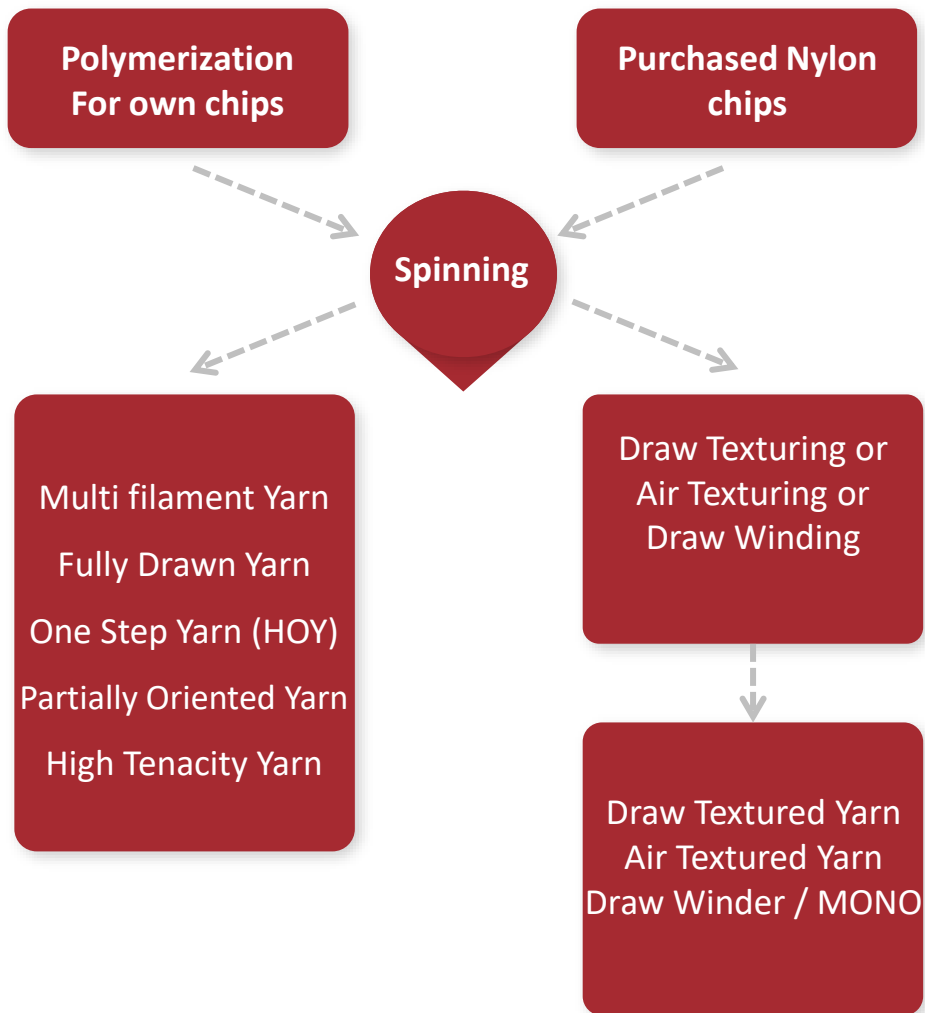 Polymerization
For own chips
Purchased Nylon
chips
Spinning
Multi filament Yarn
Fully Drawn Yarn
One Step Yarn (HOY)
Partially Oriented Yarn
High Tenacity Yarn
Draw Texturing or
Air Texturing or
Draw Winding
Draw Textured Yarn
Air Textured Yarn
Draw Winder / MONO